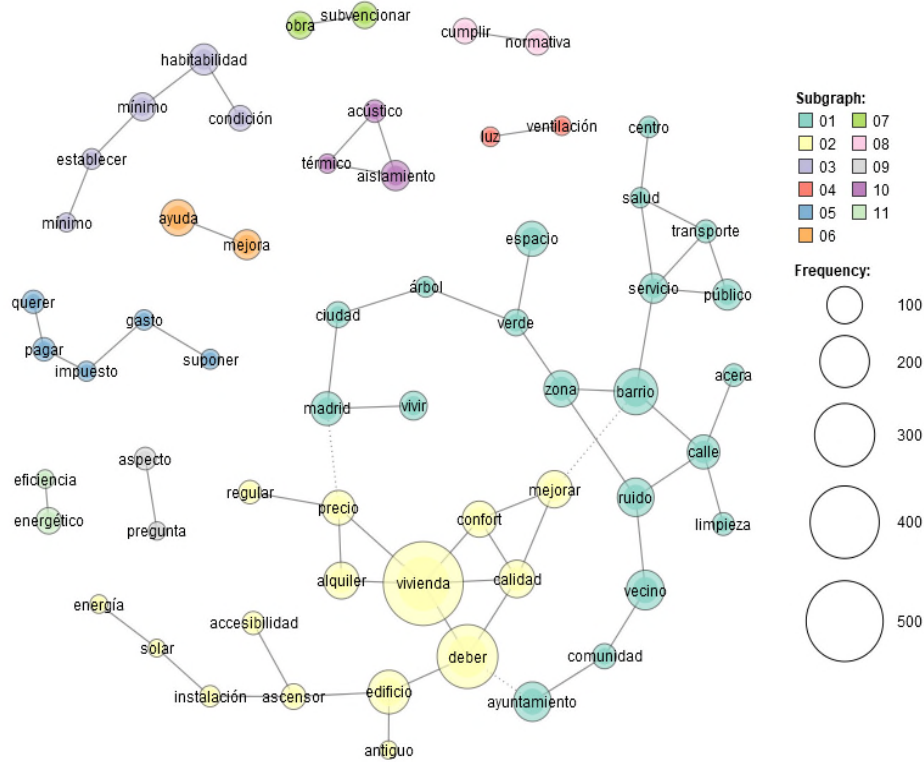 obra
subvencionar
cumplir
normativa
habitabilidad
mínimo
condición
establecer
mínimo
acústico
térmico
aislamiento
luz
ventilación
centro
salud
transporte
servicio
público
ayuda
mejora
espacio
árbol
ciudad
verde
querer
gasto
pagar
impuesto
suponer
zona
barrio
acera
madrid
vivir
calle
aspecto
eficiencia
energético
pregunta
regular
precio
mejorar
confort
ruido
limpieza
alquiler
vivienda
calidad
vecino
energía
accesibilidad
solar
deber
comunidad
instalación
ascensor
edificio
ayuntamiento
antiguo
Subgraph:
01 07
02 08
03 09
04 10
05 11
06
Frequency:
100
200
300
400
500